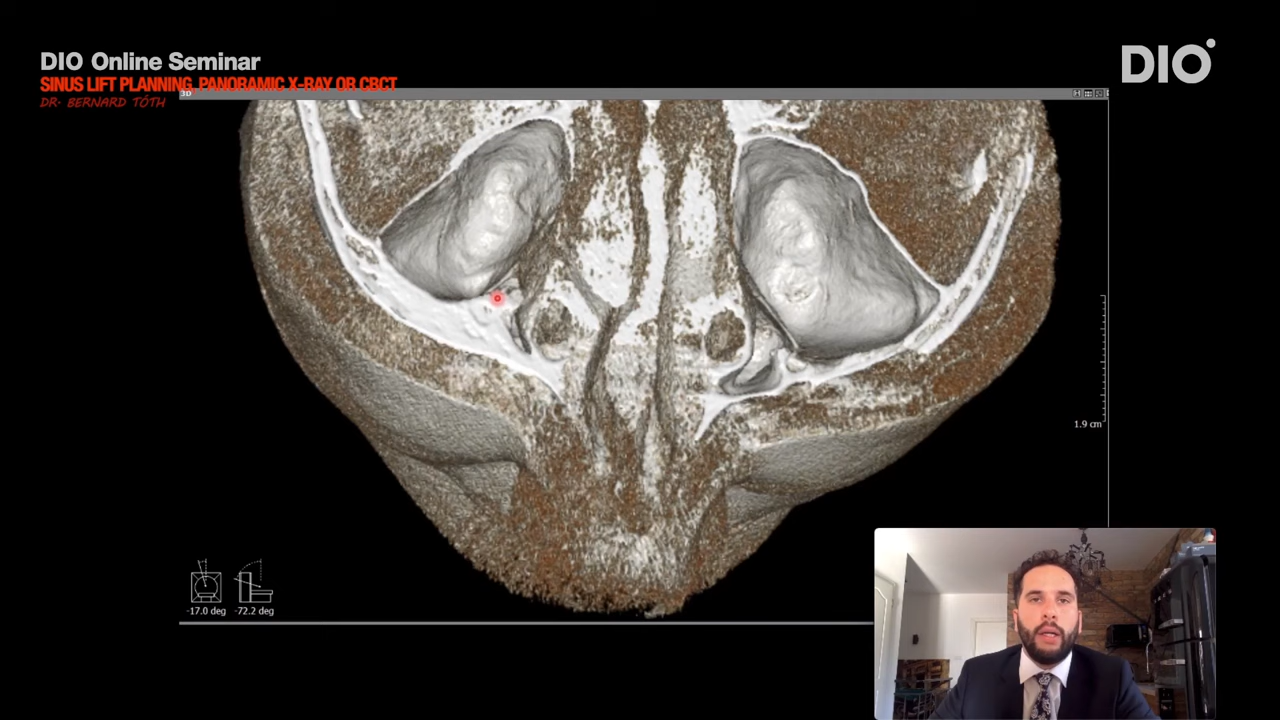 DIO Online Seminar
DIO
SINUS LIFT PLANNING, PANORAMIC X-RAY OR CBCT
DR. BERNARD TÓTH
3D
1.9 cm
-17.0 deg -72.2 deg